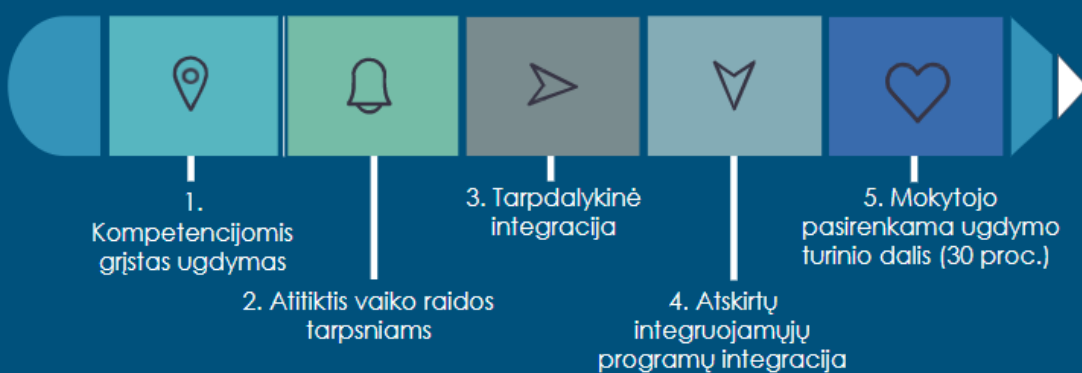 1.
Kompetencijomis
grįstas ugdymas
2. Atitiktis vaiko raidos
tarpsniams
3. Tarpdalykinė
integracija
4. Atskirtų
integruojamųjų
programų integracija
5. Mokytojo
pasirenkama ugdymo
turinio dalis (30 proc.)